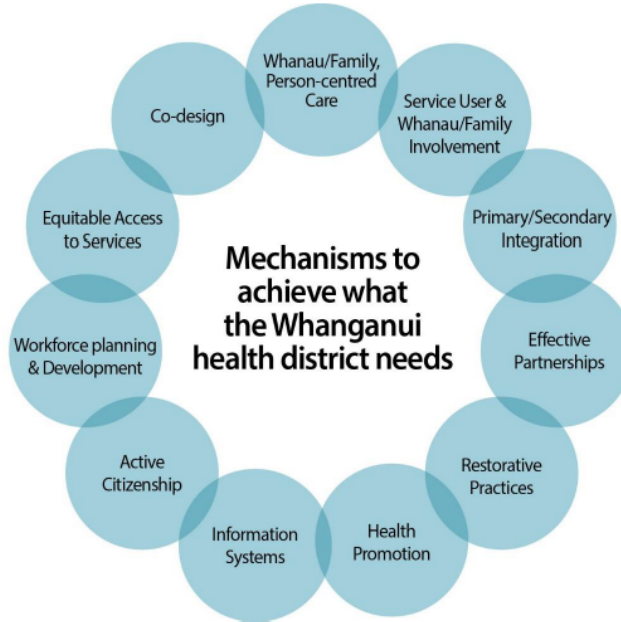 Mechanisms to
achieve what
the Whanganui
health district needs
Whanau/Family,
Person-centred
Care
Service User &
Whanau/Family
Involvement
Primary/Secondary
Integration
Effective
Partnerships
Restorative
Practices
Health
Promotion
Information
Systems
Active
Citizenship
Workforce planning
& Development
Equitable Access
to Services
Co-design